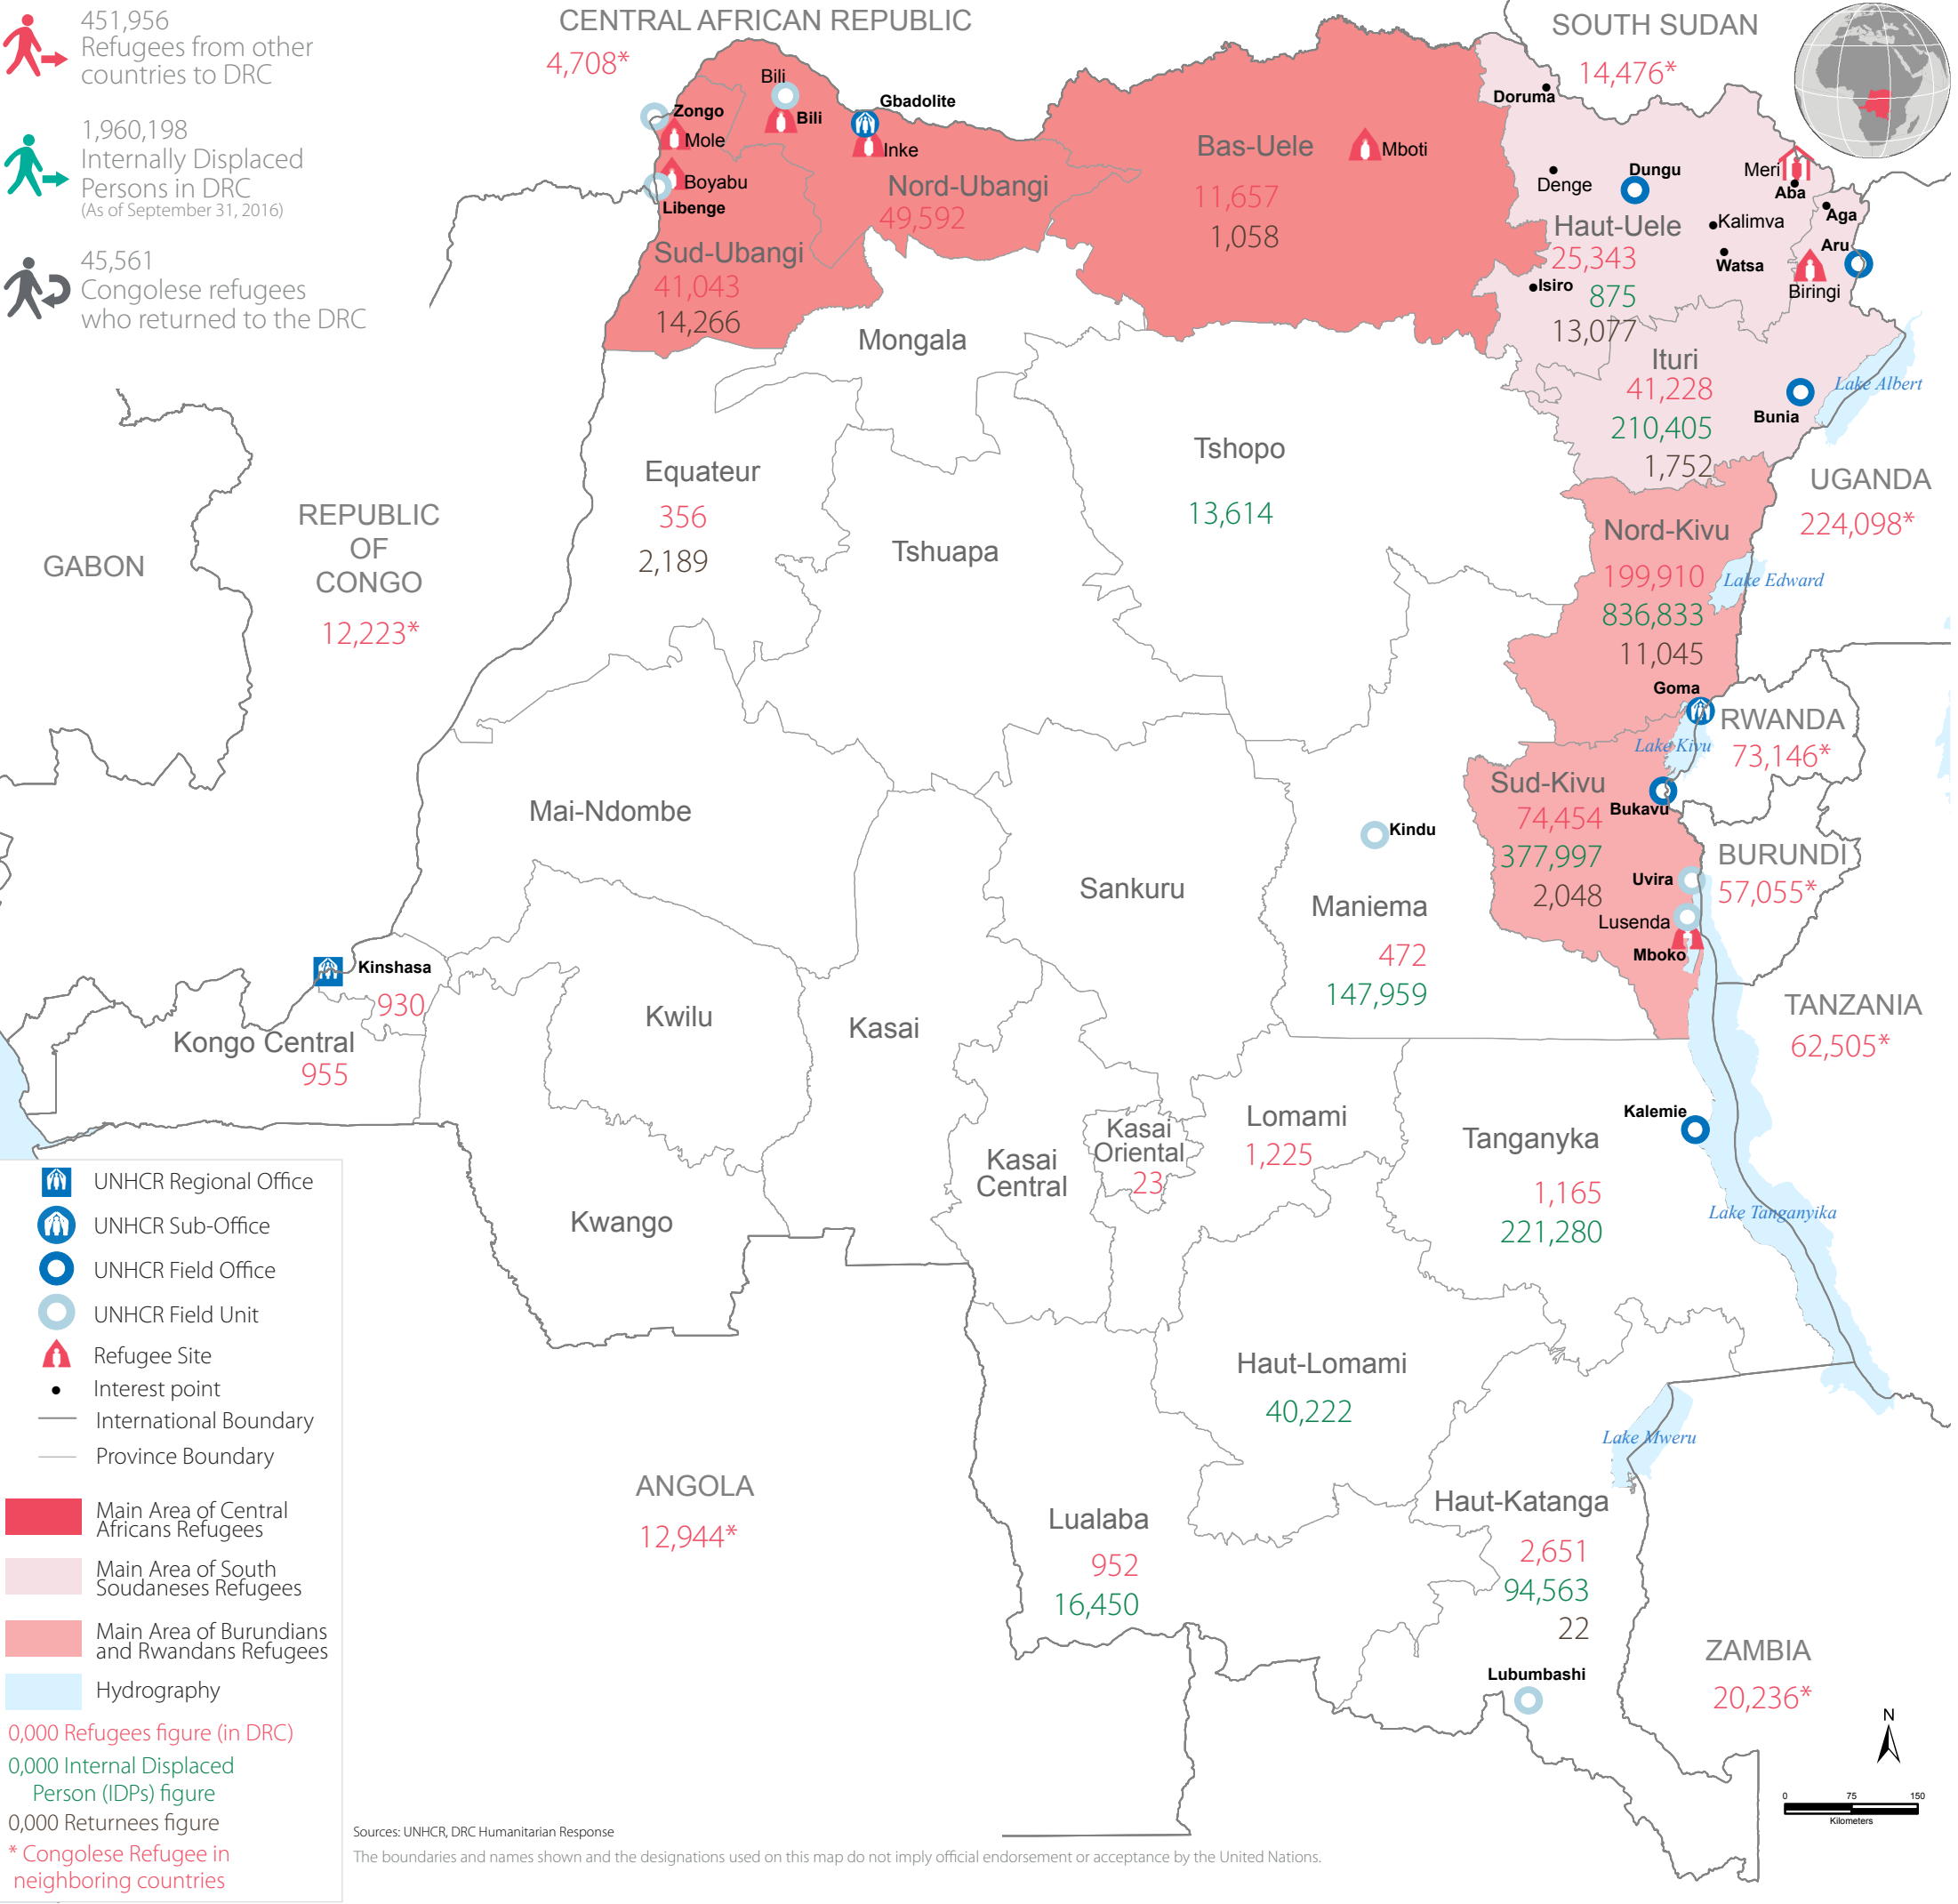 451,956
Refugees from other
countries to DRC
1,960,198
Internally Displaced
Persons in DRC
(As of September 31, 2016)
45,561
Congolese refugees
who returned to the DRC
CENTRAL AFRICAN REPUBLIC
4,708*
SOUTH SUDAN
14,476*
Bili
Zongo
Bili
Gbadolite
Mole
Inke
Boyabu
Libenge
Nord-Ubangi
49,592
Sud-Ubangi
41,043
14,266
Bas-Uele
Mboti
11,657
1,058
Doruma
Denge
Dungu
Meri
Aba
Aga
Kalimva
Haut-Uele
Aru
25,343
Watsa
Isiro
875
Biringi
13,077
Ituri
41,228
Lake Albert
210,405
Bunia
1,752
Mongala
Equateur
356
2,189
Tshuapa
Tshopo
13,614
UGANDA
224,098*
Nord-Kivu
199,910
Lake Edward
836,833
11,045
Goma
RWANDA
Lake Kivu
73,146*
GABON
REPUBLIC
OF
CONGO
12,223*
Sud-Kivu
74,454
Bukavu
377,997
2,048
Uvira
Lusenda
Mboko
BURUNDI
57,055*
TANZANIA
62,505*
Mai-Ndombe
Sankuru
Kindu
Maniema
472
147,959
Kinshasa
930
Kongo Central
955
Kwilu
Kasai
Kwango
Kasai
Central
Kasai
Oriental
23
Lomami
1,225
Tanganyka
1,165
221,280
Kalemie
Lake Tanganyika
Haut-Lomami
40,222
Lake Mweru
ANGOLA
12,944*
Lualaba
952
16,450
Haut-Katanga
2,651
94,563
22
Lubumbashi
ZAMBIA
20,236*
UNHCR Regional Office
UNHCR Sub-Office
UNHCR Field Office
UNHCR Field Unit
Refugee Site
Interest point
International Boundary
Province Boundary
Main Area of Central
Africans Refugees
Main Area of South
Soudaneses Refugees
Main Area of Burundians
and Rwandans Refugees
Hydrography
0,000 Refugees figure (in DRC)
0,000 Internal Displaced
Person (IDPs) figure
0,000 Returnees figure
* Congolese Refugee in
neighboring countries
N
0 75 150
Kilometers
Sources: UNHCR, DRC Humanitarian Response
The boundaries and names shown and the designations used on this map do not imply official endorsement or acceptance by the United Nations.